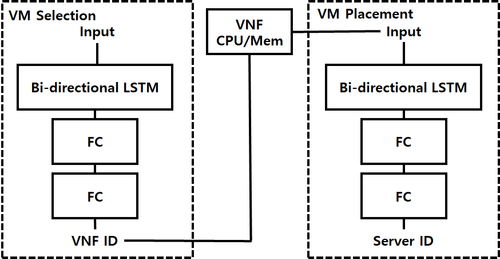 VM Selection
Input
Bi-directional LSTM
FC
FC
VNF ID
VNF
CPU/Mem
VM Placement
Input
Bi-directional LSTM
FC
FC
Server ID